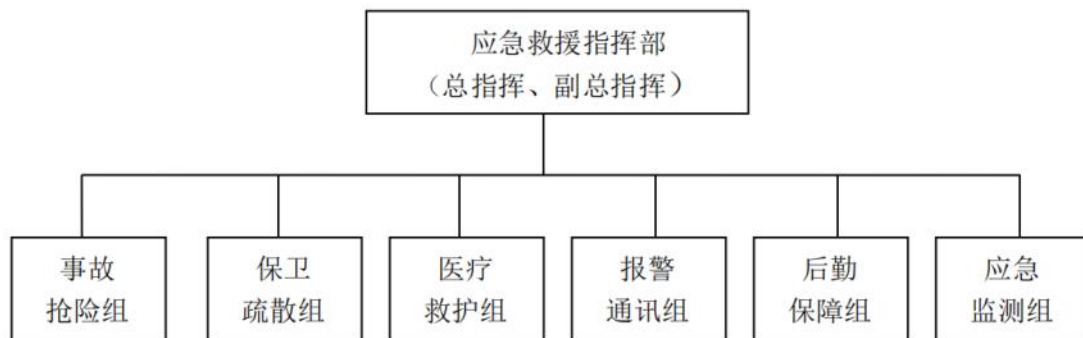 应急救援指挥部
（总指挥、副总指挥）
事故
抢险组
保卫
疏散组
医疗
救护组
报警
通讯组
后勤
保障组
应急
监测组